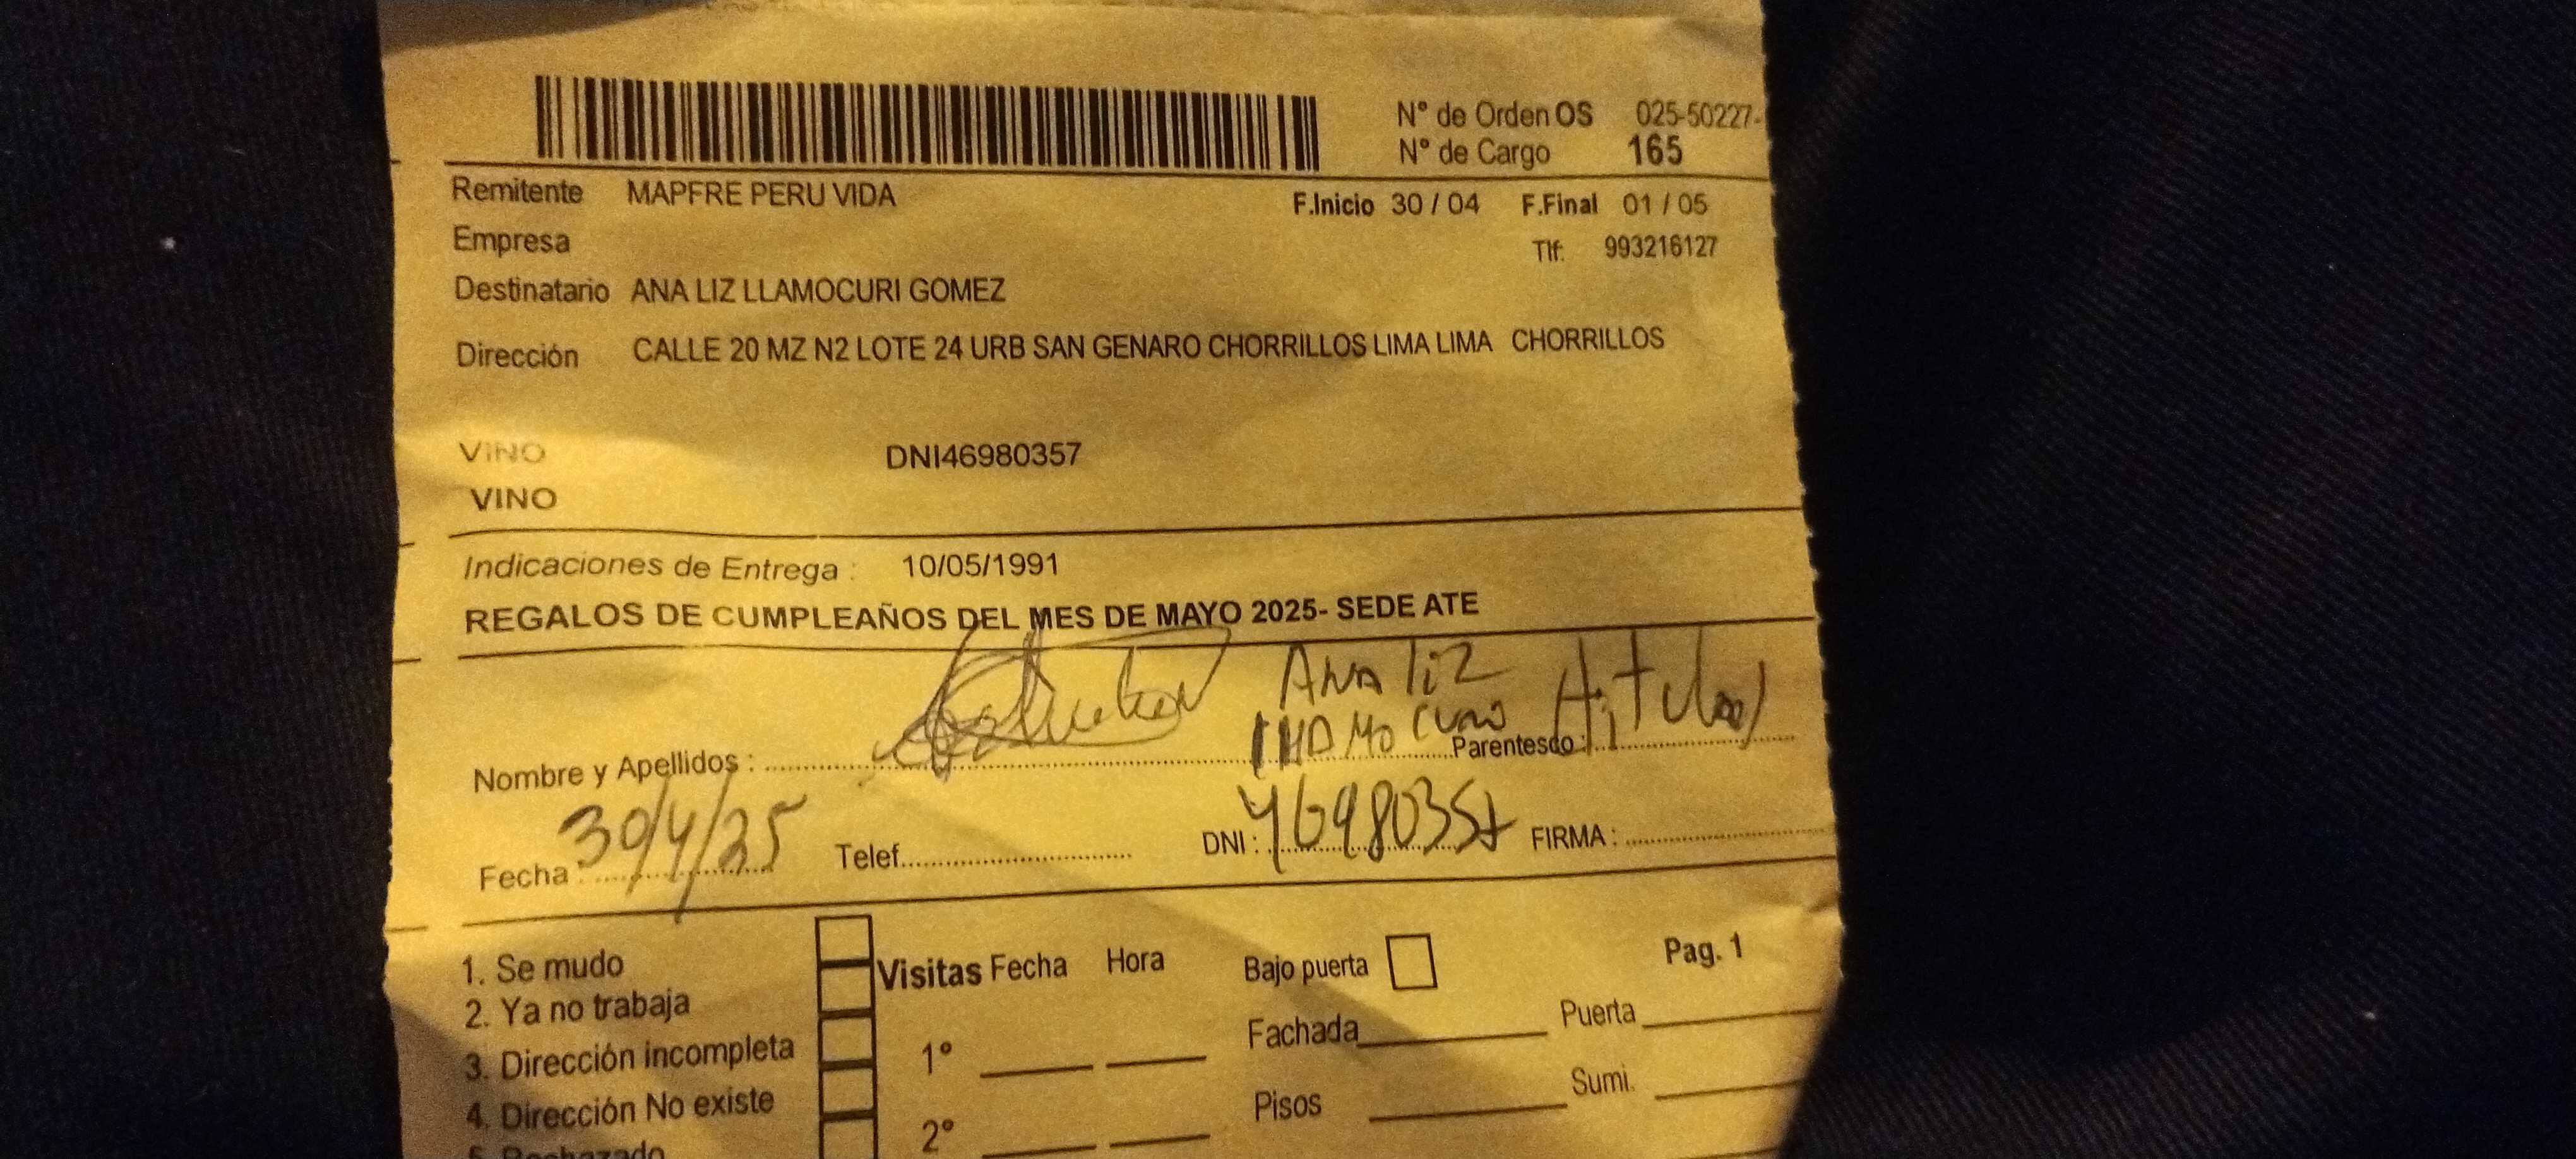 N° de Orden OS 025-50227-
N° de Cargo 165
Remitente MAPFRE PERU VIDA F.Inicio 30 / 04 F.Final 01 / 05
Empresa Tlf: 993216127
Destinatario ANA LIZ LLAMOCURI GOMEZ
Dirección CALLE 20 MZ N2 LOTE 24 URB SAN GENARO CHORRILLOS LIMA LIMA CHORRILLOS
VINO DNI46980357
VINO
Indicaciones de Entrega : 10/05/1991
REGALOS DE CUMPLEAÑOS DEL MES DE MAYO 2025- SEDE ATE
ANA liz
Nombre y Apellidos : Parentesco :
Fecha : 30/4/25 Telef. DNI : 46980357 FIRMA :
1. Se mudo Visitas Fecha Hora Bajo puerta Pag. 1
2. Ya no trabaja Fachada Puerta
3. Dirección incompleta 1°
4. Dirección No existe Pisos Sumi.
5. Rechazado 2°